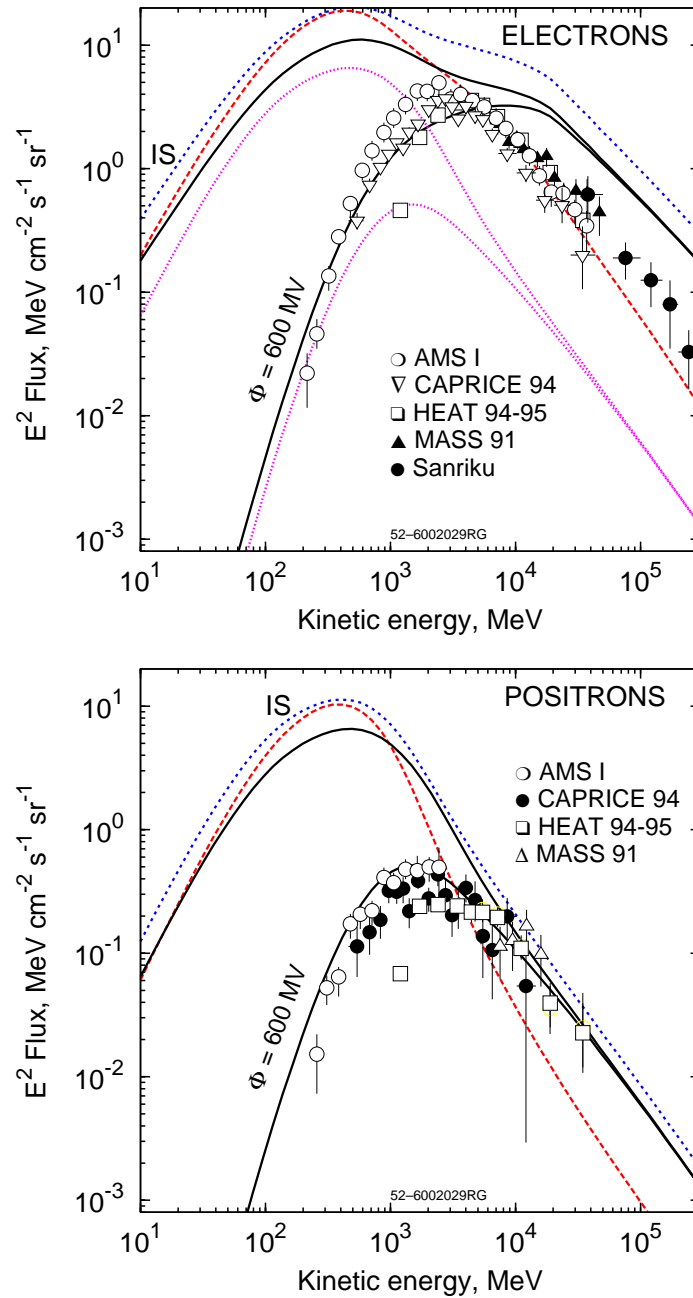 ELECTRONS
IS
Φ = 600 MV
AMS I
CAPRICE 94
HEAT 94-95
MASS 91
Sanriku
52–6002029RG
10^1
10^0
10^-1
10^-2
10^-3
E^2 Flux, MeV cm^-2 s^-1 sr^-1
10^1 10^2 10^3 10^4 10^5
Kinetic energy, MeV
POSITRONS
IS
Φ = 600 MV
AMS I
CAPRICE 94
HEAT 94-95
MASS 91
52–6002029RG
10^1
10^0
10^-1
10^-2
10^-3
E^2 Flux, MeV cm^-2 s^-1 sr^-1
10^1 10^2 10^3 10^4 10^5
Kinetic energy, MeV